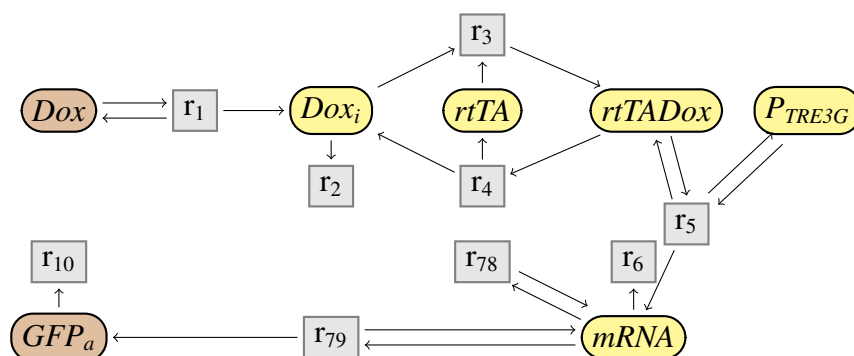 r3
Dox r1 Doxi rtTA rtTADox PTRE3G
r2 r4
r5
r10 r78 r6
GFPa r79 mRNA